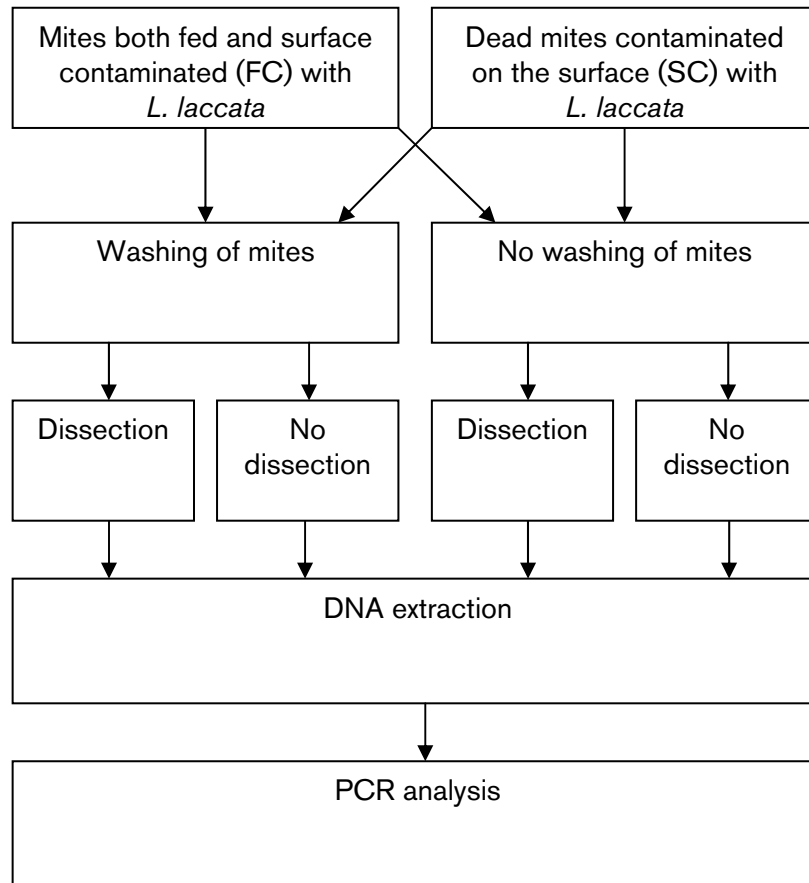 Mites both fed and surface
contaminated (FC) with
L. laccata
Dead mites contaminated
on the surface (SC) with
L. laccata
Washing of mites
No washing of mites
Dissection
No
dissection
Dissection
No
dissection
DNA extraction
PCR analysis